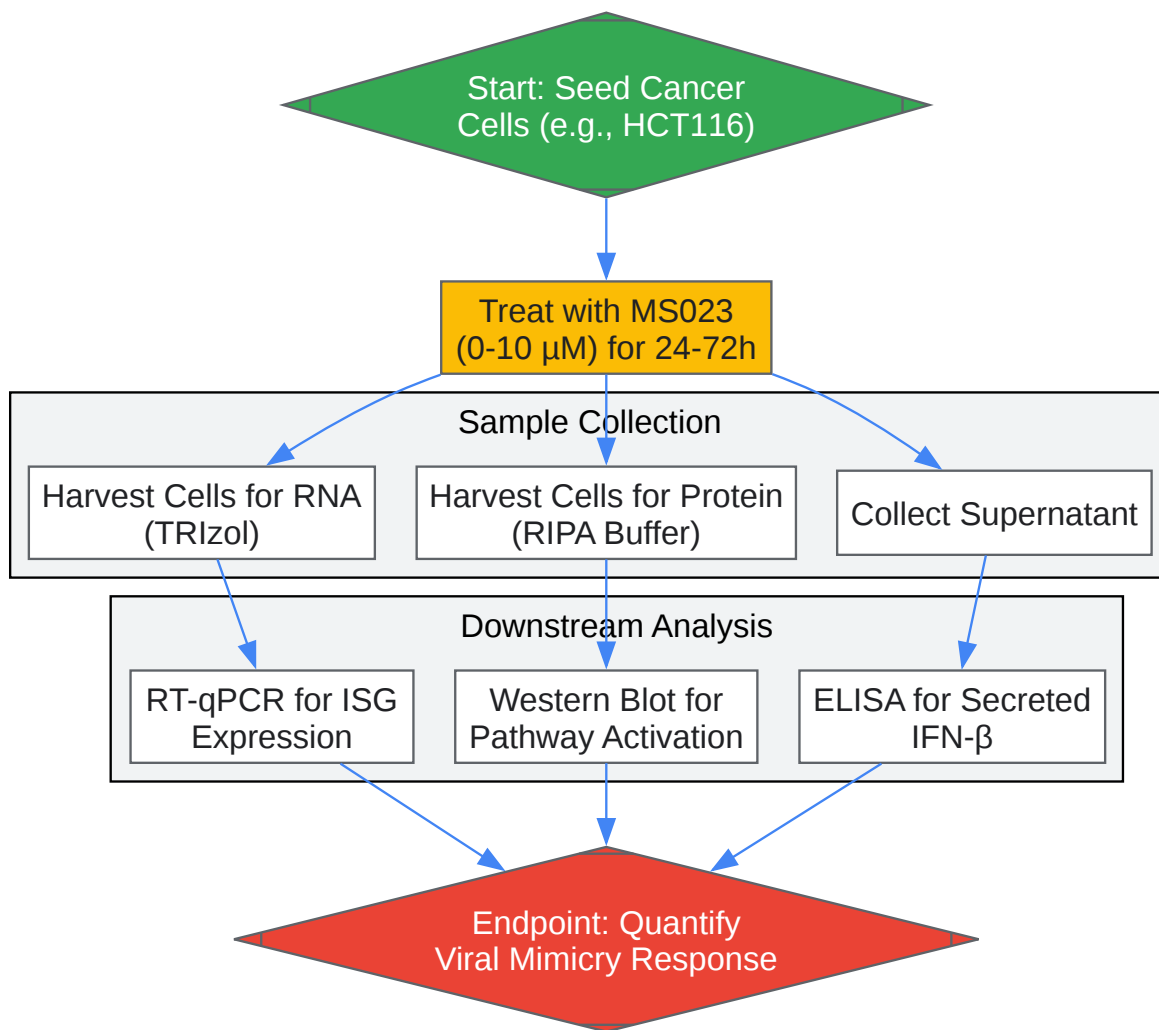 Start: Seed Cancer
Cells (e.g., HCT116)
Treat with MS023
(0-10 µM) for 24-72h
Sample Collection
Harvest Cells for RNA
(TRIzol)
Harvest Cells for Protein
(RIPA Buffer)
Collect Supernatant
Downstream Analysis
RT-qPCR for ISG
Expression
Western Blot for
Pathway Activation
ELISA for Secreted
IFN-β
Endpoint: Quantify
Viral Mimicry Response